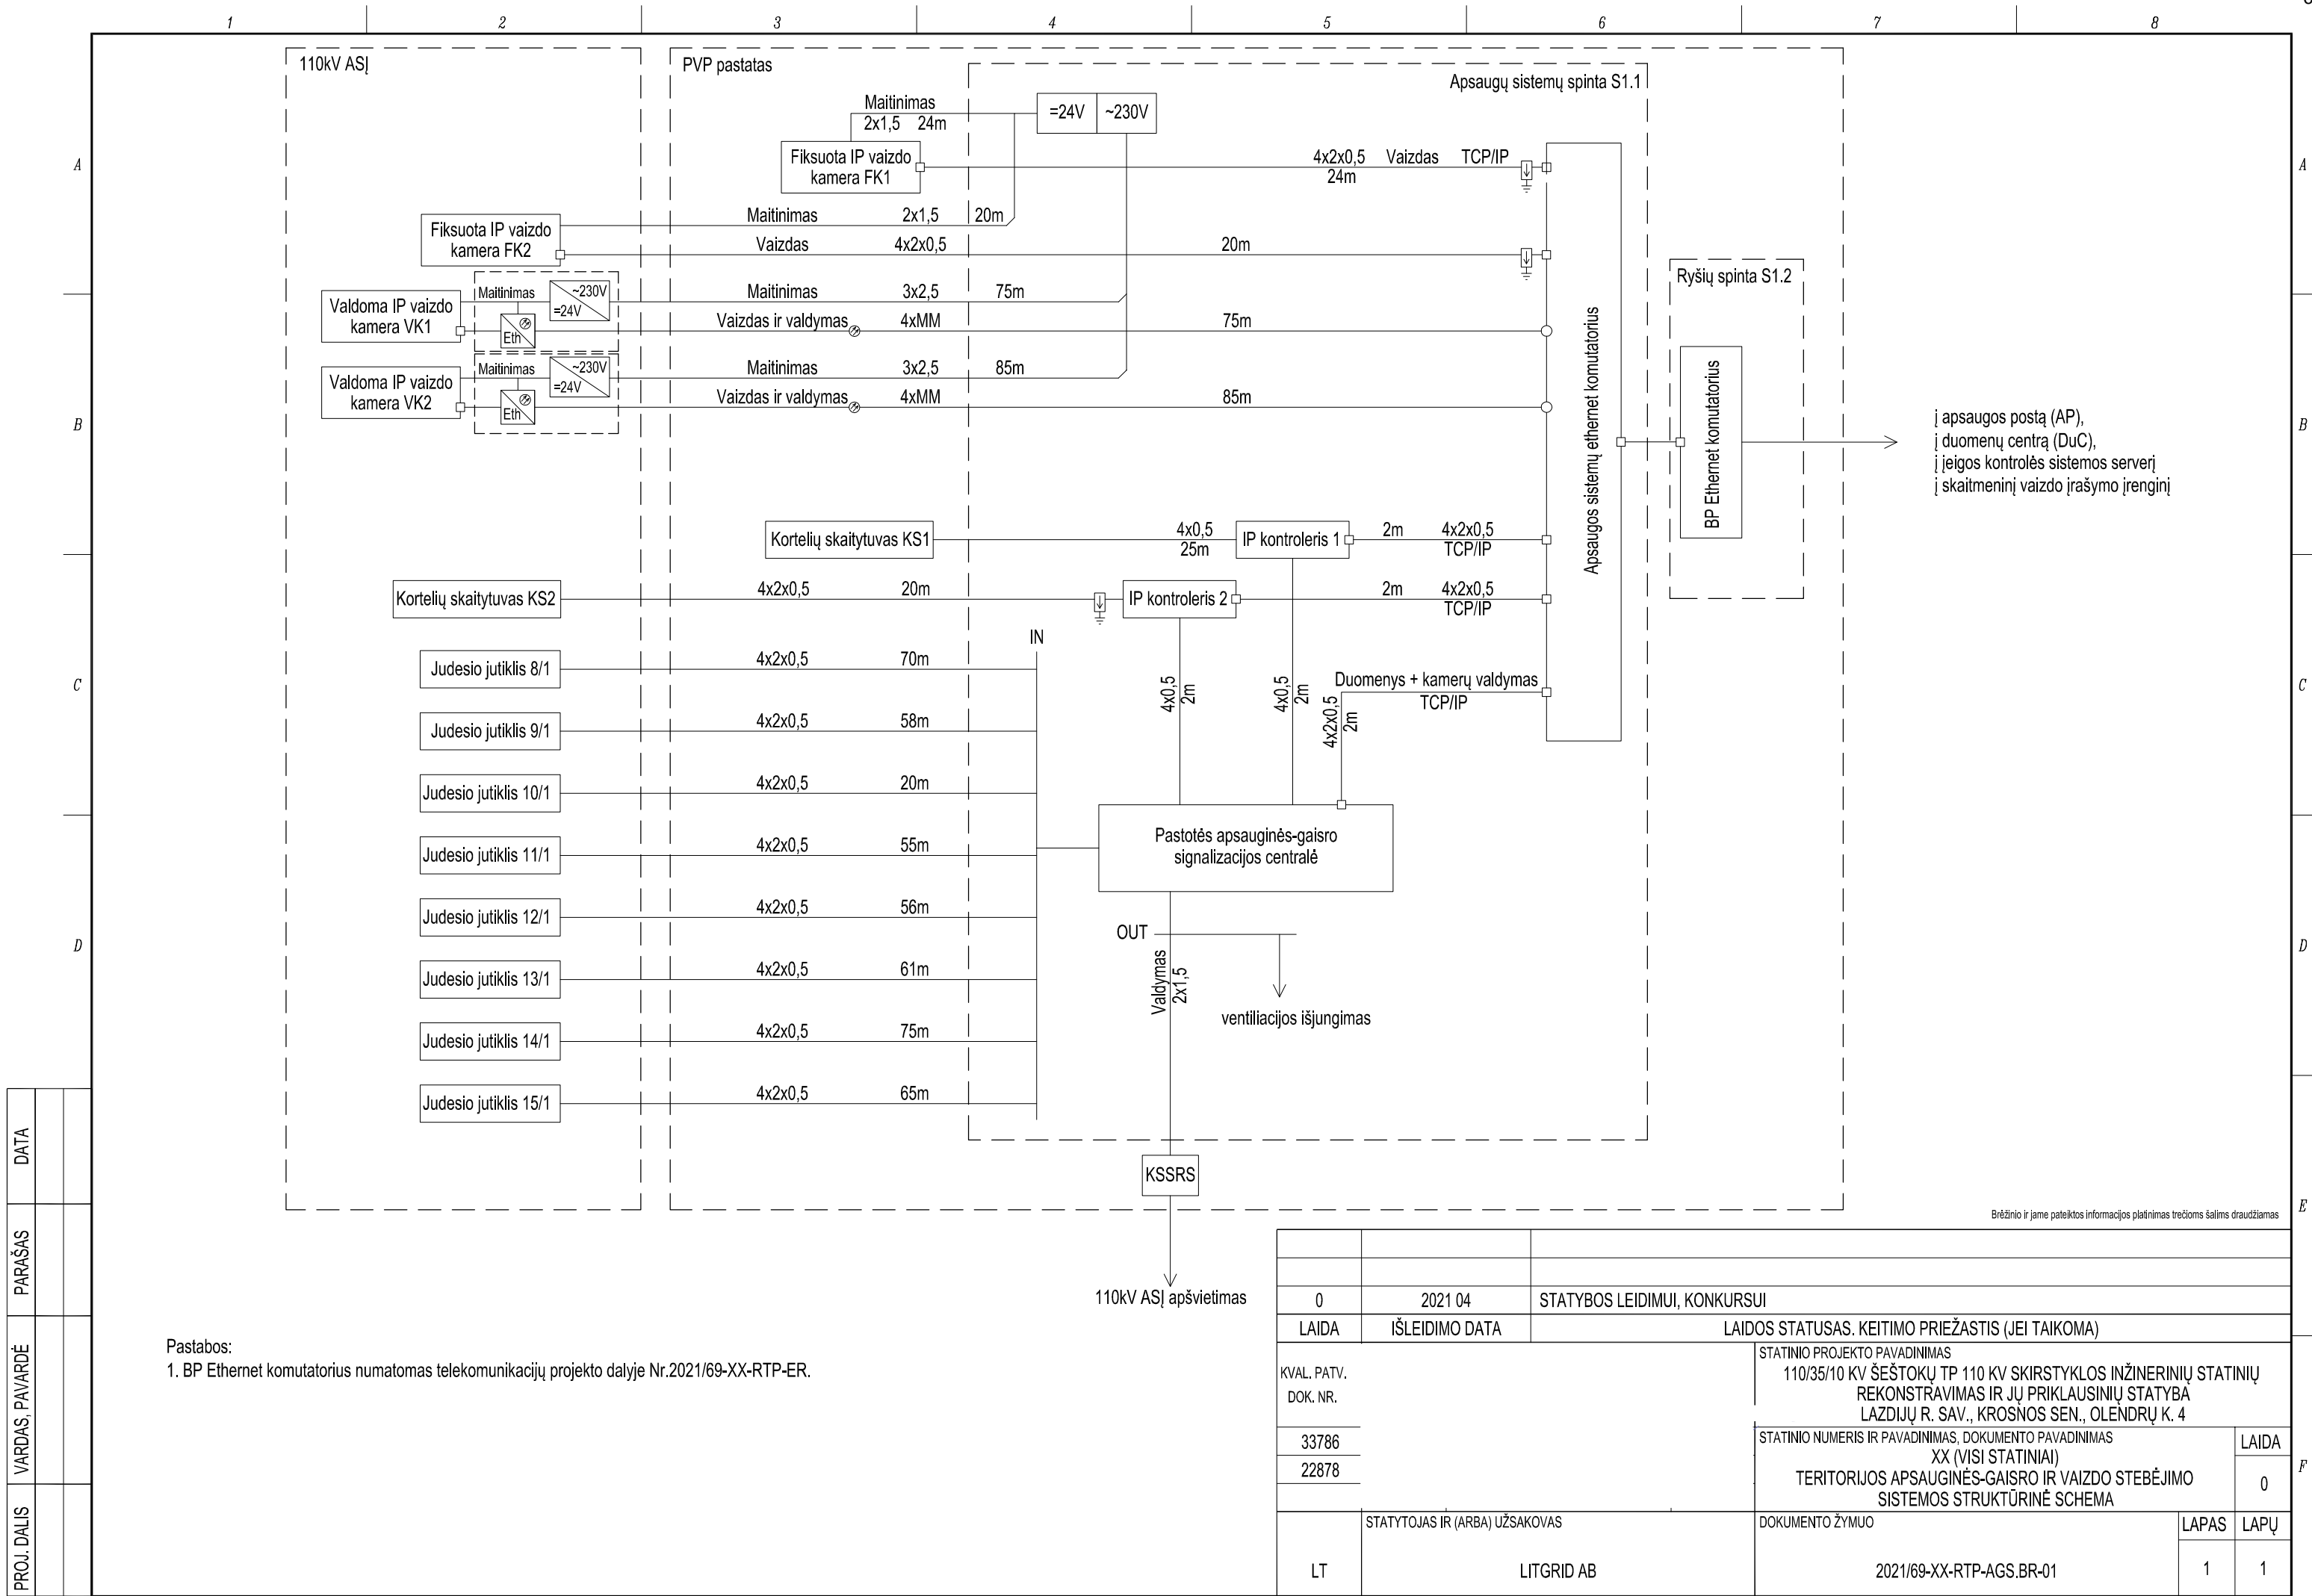 1 2 3 4 5 6 7 8
110kV ASĮ
PVP pastatas
Apsaugų sistemų spinta S1.1
Maitinimas
2x1,5 24m
=24V ~230V
A
Fiksuota IP vaizdo
kamera FK1
4x2x0,5 Vaizdas TCP/IP
24m
A
Fiksuota IP vaizdo
kamera FK2
Maitinimas 2x1,5 20m
Vaizdas 4x2x0,5 20m
Ryšių spinta S1.2
Valdoma IP vaizdo
kamera VK1
Maitinimas
~230V
=24V
Eth
Maitinimas 3x2,5 75m
Vaizdas ir valdymas 4xMM 75m
Valdoma IP vaizdo
kamera VK2
Maitinimas
~230V
=24V
Eth
Maitinimas 3x2,5 85m
Vaizdas ir valdymas 4xMM 85m
Apsaugos sistemų ethernet komutatorius
BP Ethernet komutatorius
B
B
į apsaugos postą (AP),
į duomenų centrą (DuC),
į įeigos kontrolės sistemos serverį
į skaitmeninį vaizdo įrašymo įrenginį
Kortelių skaitytuvas KS1
4x0,5
25m
IP kontroleris 1
2m 4x2x0,5
TCP/IP
Kortelių skaitytuvas KS2
4x2x0,5 20m
IP kontroleris 2
2m 4x2x0,5
TCP/IP
IN
C
C
Judesio jutiklis 8/1
4x2x0,5 70m
4x0,5
2m
4x0,5
2m
4x2x0,5
2m
Duomenys + kamerų valdymas
TCP/IP
Judesio jutiklis 9/1
4x2x0,5 58m
Judesio jutiklis 10/1
4x2x0,5 20m
Judesio jutiklis 11/1
4x2x0,5 55m
Pastotės apsauginės-gaisro
signalizacijos centralė
Judesio jutiklis 12/1
4x2x0,5 56m
D
D
OUT
Valdymas
2x1,5
ventiliacijos išjungimas
Judesio jutiklis 13/1
4x2x0,5 61m
Judesio jutiklis 14/1
4x2x0,5 75m
Judesio jutiklis 15/1
4x2x0,5 65m
KSSRS
110kV ASĮ apšvietimas
E
Brėžinio ir jame pateiktos informacijos platinimas trečioms šalims draudžiamas
Pastabos:
1. BP Ethernet komutatorius numatomas telekomunikacijų projekto dalyje Nr.2021/69-XX-RTP-ER.
DATA
PARAŠAS
VARDAS, PAVARDĖ
PROJ. DALIS
0 2021 04 STATYBOS LEIDIMUI, KONKURSUI
LAIDA IŠLEIDIMO DATA LAIDOS STATUSAS. KEITIMO PRIEŽASTIS (JEI TAIKOMA)
KVAL. PATV.
DOK. NR.
STATINIO PROJEKTO PAVADINIMAS
110/35/10 KV ŠEŠTOKŲ TP 110 KV SKIRSTYKLOS INŽINERINIŲ STATINIŲ
REKONSTRAVIMAS IR JŲ PRIKLAUSINIŲ STATYBA
LAZDIJŲ R. SAV., KROSNOS SEN., OLENDRŲ K. 4
33786
22878
STATINIO NUMERIS IR PAVADINIMAS, DOKUMENTO PAVADINIMAS
XX (VISI STATINIAI)
TERITORIJOS APSAUGINĖS-GAISRO IR VAIZDO STEBĖJIMO
SISTEMOS STRUKTŪRINĖ SCHEMA
LAIDA
0
F
LT
STATYTOJAS IR (ARBA) UŽSAKOVAS
LITGRID AB
DOKUMENTO ŽYMUO
2021/69-XX-RTP-AGS.BR-01
LAPAS LAPŲ
1 1